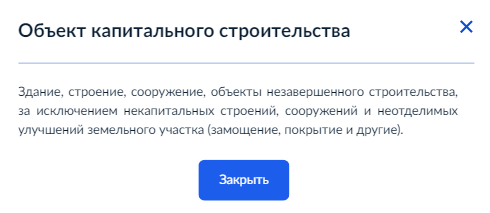 Объект капитального строительства
Здание, строение, сооружение, объекты незавершенного строительства,
за исключением некапитальных строений, сооружений и неотделимых
улучшений земельного участка (замощение, покрытие и другие).
Закрыть